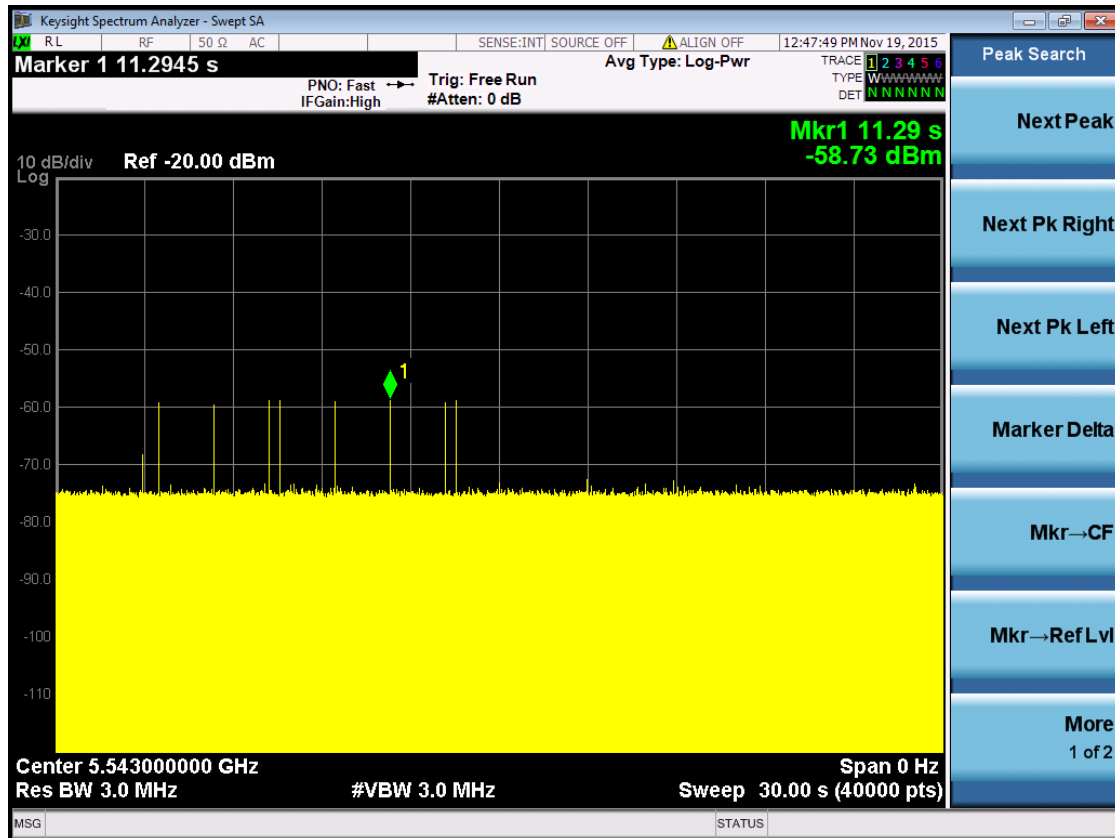 Keysight Spectrum Analyzer - Swept SA
LXI RL RF 50 Ω AC SENSE:INT SOURCE OFF ALIGN OFF 12:47:49 PM Nov 19, 2015
Marker 1 11.2945 s
PNO: Fast
IFGain:High
Trig: Free Run
#Atten: 0 dB
Avg Type: Log-Pwr
TRACE 1 2 3 4 5 6
TYPE WWWWWW
DET N N N N N N
Mkr1 11.29 s
-58.73 dBm
10 dB/div Ref -20.00 dBm
Log
-30.0
-40.0
-50.0
1
-60.0
-70.0
-80.0
-90.0
-100
-110
Center 5.543000000 GHz
Span 0 Hz
Res BW 3.0 MHz
#VBW 3.0 MHz
Sweep 30.00 s (40000 pts)
MSG
STATUS
Peak Search
Next Peak
Next Pk Right
Next Pk Left
Marker Delta
Mkr→CF
Mkr→Ref Lvl
More
1 of 2